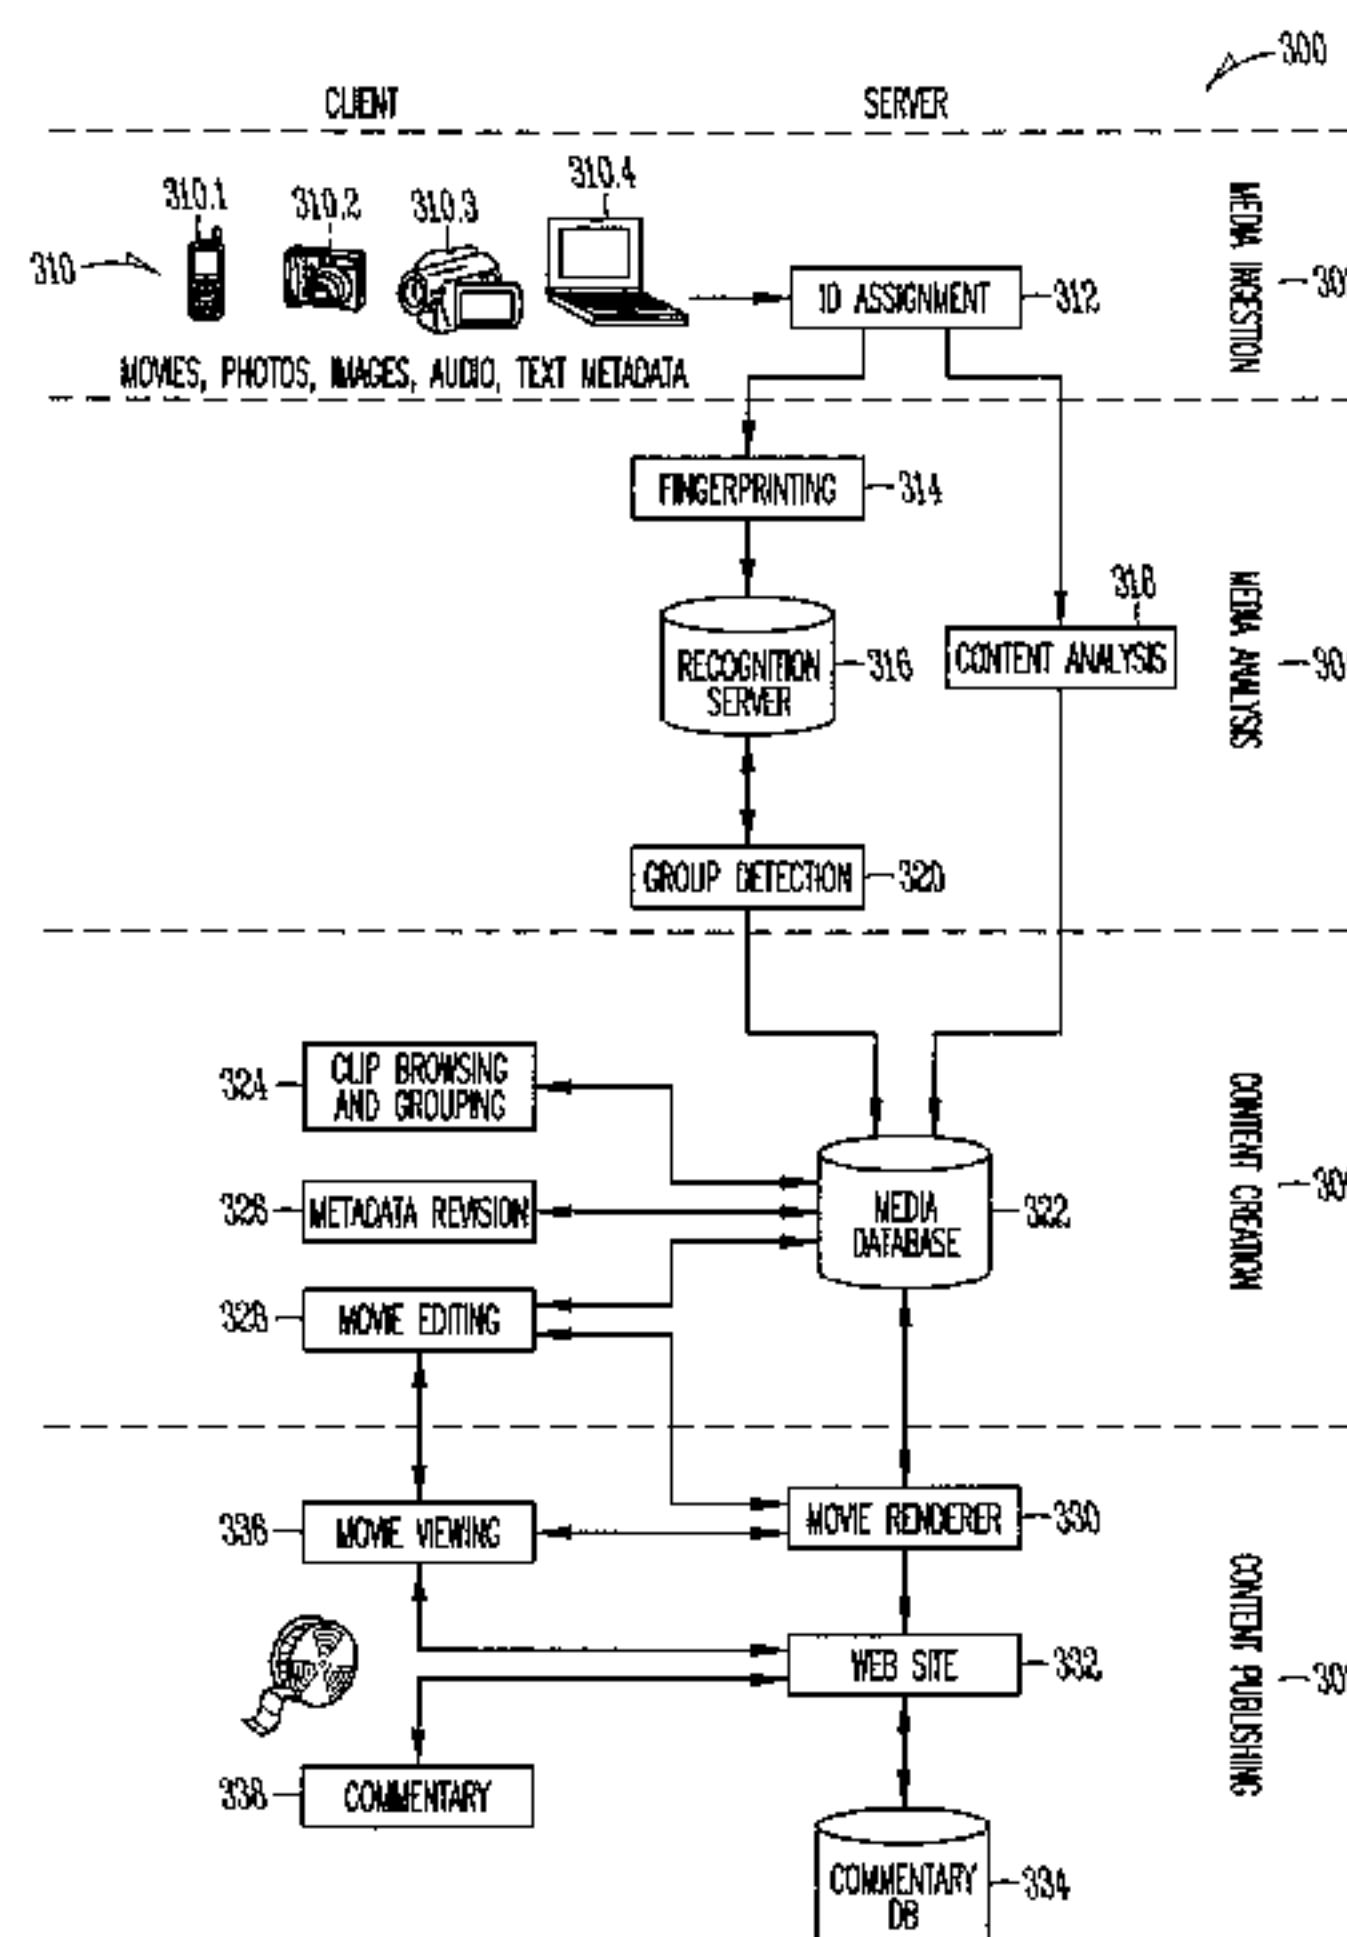 300
CLIENT
SERVER
310.1
310.2
310.3
310.4
310
ID ASSIGNMENT
312
MOVIES, PHOTOS, IMAGES, AUDIO, TEXT METADATA
MEDIA INGESTION
FINGERPRINTING
314
RECOGNITION
SERVER
316
318
CONTENT ANALYSIS
MEDIA ANALYSIS
GROUP DETECTION
320
324
CLIP BROWSING
AND GROUPING
326
METADATA REVISION
328
MOVIE EDITING
MEDIA
DATABASE
322
CONTENT CREATION
336
MOVIE VIEWING
MOVIE RENDERER
330
WEB SITE
332
CONTENT PUBLISHING
338
COMMENTARY
COMMENTARY
DB
334